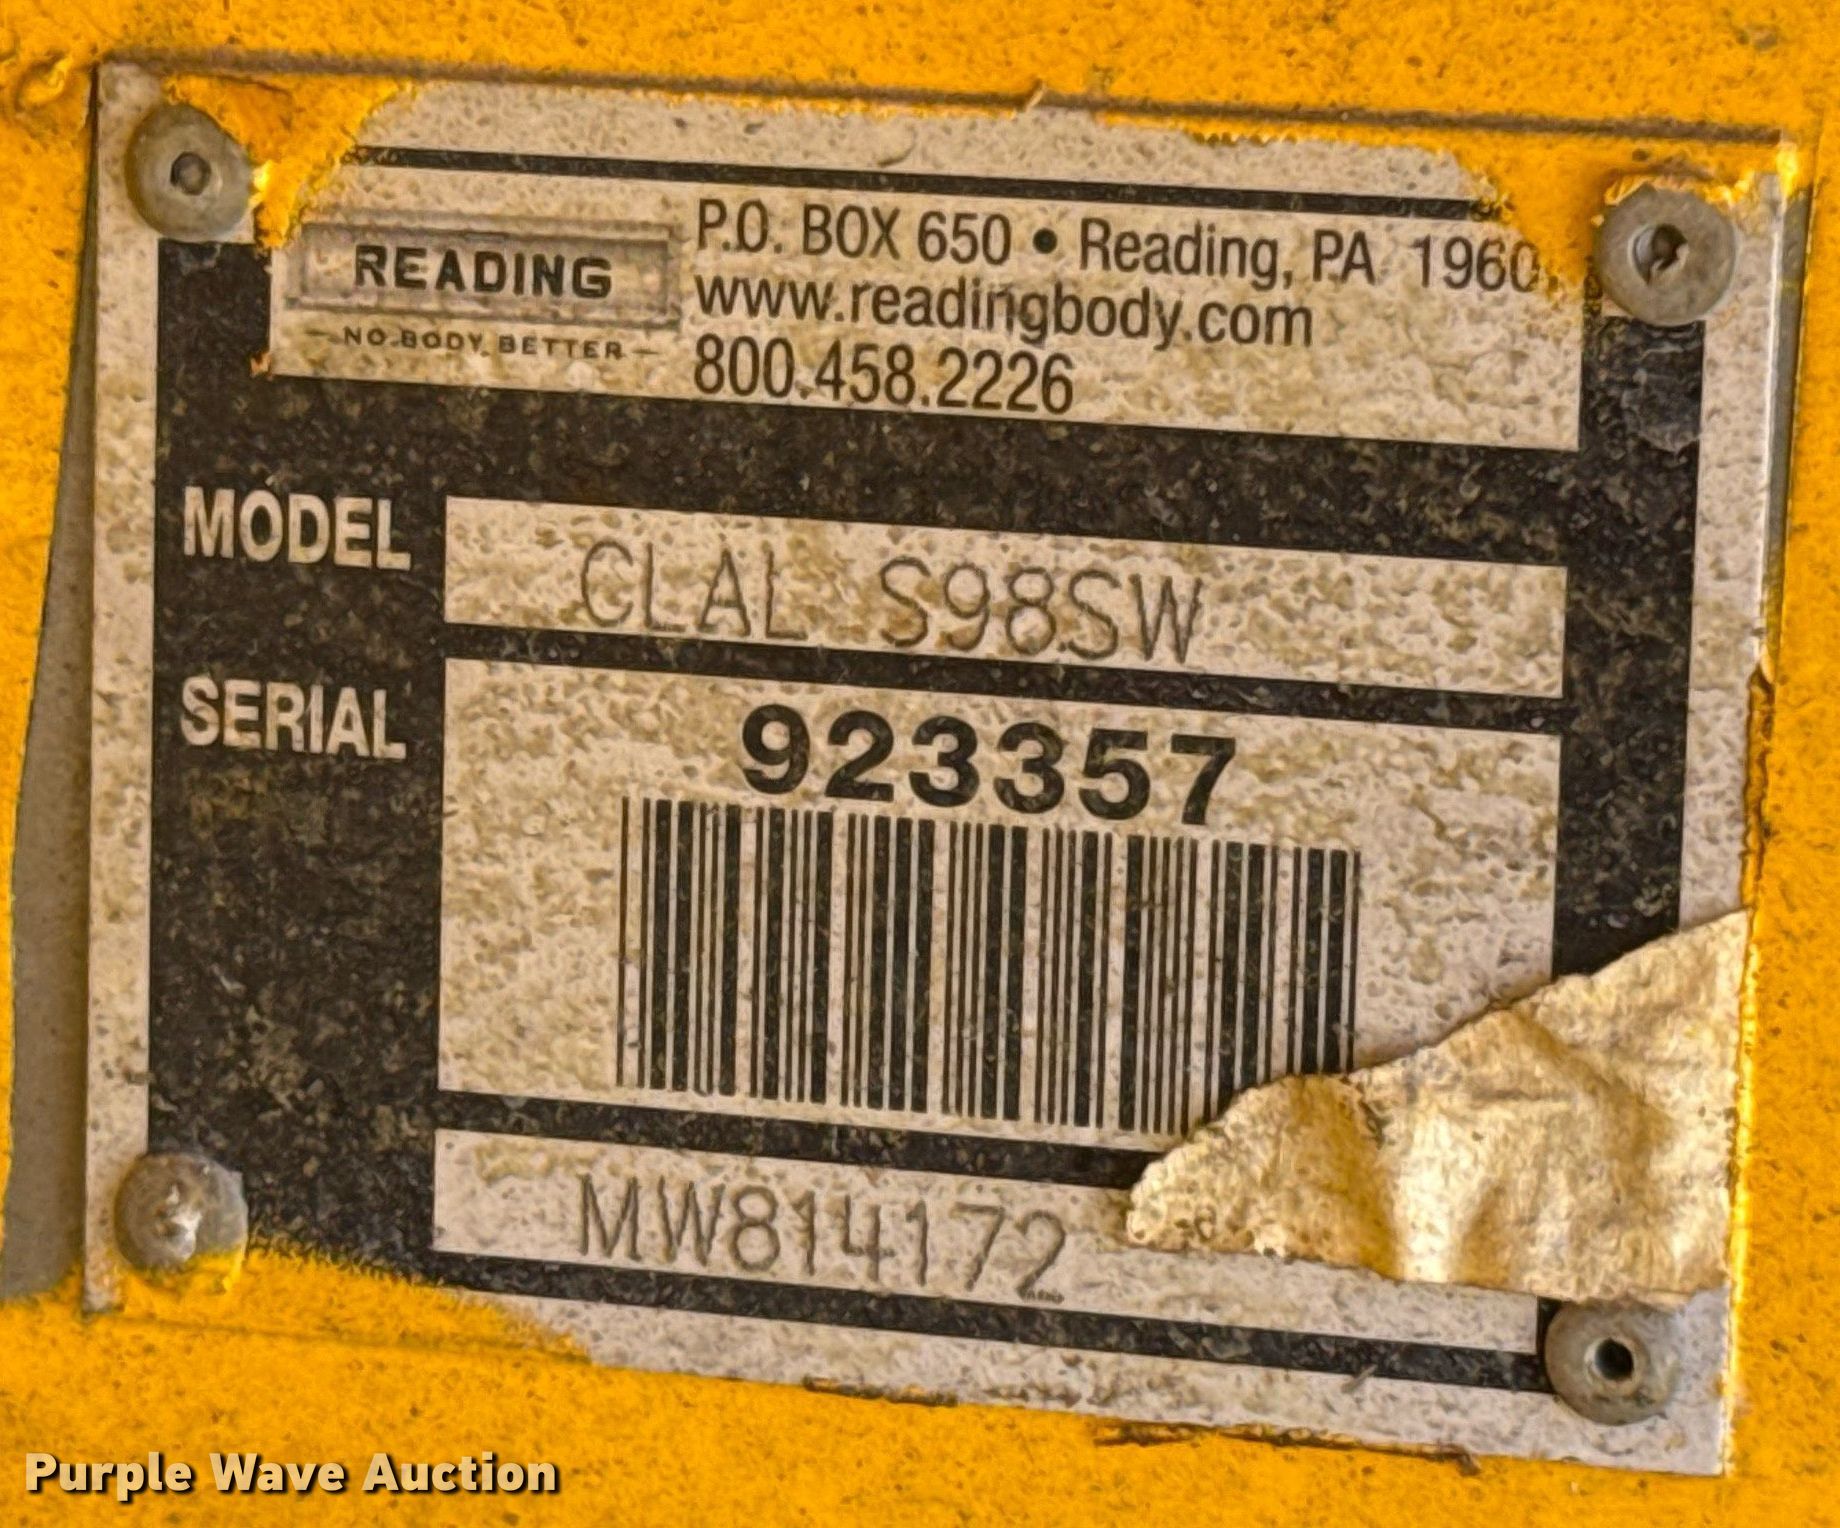 READING
NO BODY BETTER
P.O. BOX 650 • Reading, PA
www.readingbody.com
800.458.2226
MODEL CLAL S98SW
SERIAL 923357
MW814172
Purple Wave Auction